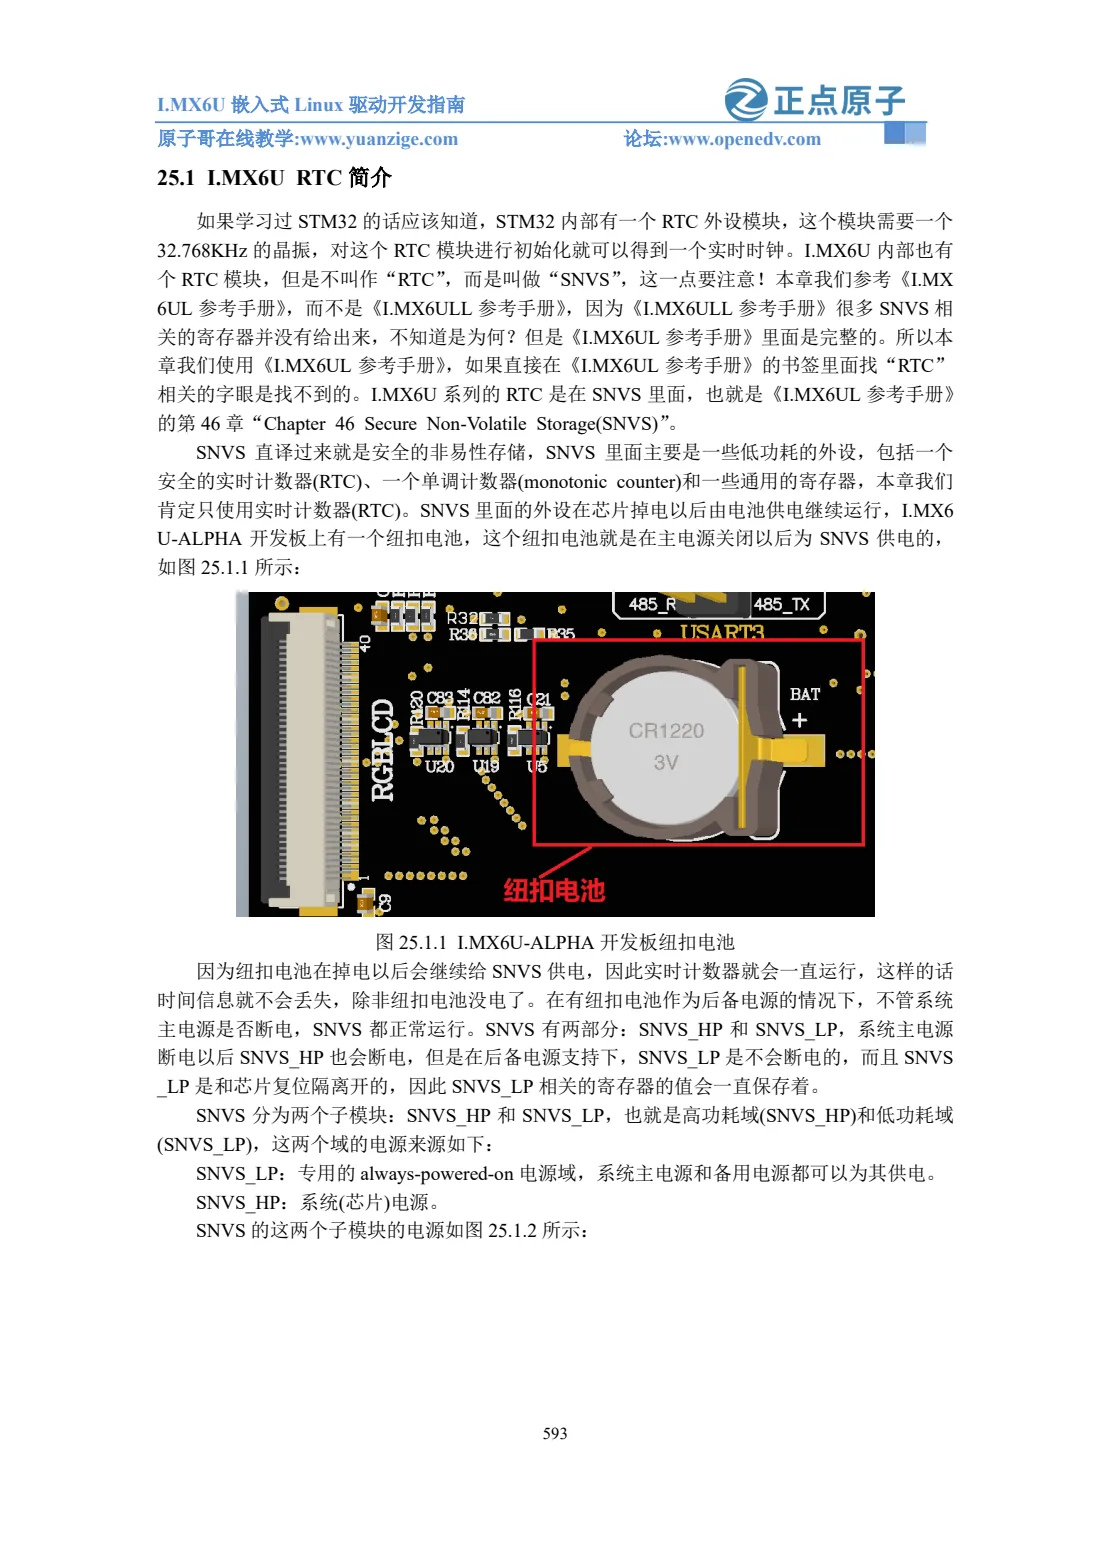 I.MX6U 嵌入式 Linux 驱动开发指南
正点原子
原子哥在线教学:www.yuanzige.com 论坛:www.openedv.com
25.1 I.MX6U RTC 简介
如果学习过 STM32 的话应该知道，STM32 内部有一个 RTC 外设模块，这个模块需要一个
32.768KHz 的晶振，对这个 RTC 模块进行初始化就可以得到一个实时时钟。I.MX6U 内部也有
个 RTC 模块，但是不叫作“RTC”，而是叫做“SNVS”，这一点要注意！本章我们参考《I.MX
6UL 参考手册》，而不是《I.MX6ULL 参考手册》，因为《I.MX6ULL 参考手册》很多 SNVS 相
关的寄存器并没有给出来，不知道是为何？但是《I.MX6UL 参考手册》里面是完整的。所以本
章我们使用《I.MX6UL 参考手册》，如果直接在《I.MX6UL 参考手册》的书签里面找“RTC”
相关的字眼是找不到的。I.MX6U 系列的 RTC 是在 SNVS 里面，也就是《I.MX6UL 参考手册》
的第 46 章“Chapter 46 Secure Non-Volatile Storage(SNVS)”。
SNVS 直译过来就是安全的非易性存储，SNVS 里面主要是一些低功耗的外设，包括一个
安全的实时计数器(RTC)、一个单调计数器(monotonic counter)和一些通用的寄存器，本章我们
肯定只使用实时计数器(RTC)。SNVS 里面的外设在芯片掉电以后由电池供电继续运行，I.MX6
U-ALPHA 开发板上有一个纽扣电池，这个纽扣电池就是在主电源关闭以后为 SNVS 供电的，
如图 25.1.1 所示：
485_R 485_TX
USART3
R32
R36 R35
40
RGBLCD
R120 C83 R114 C82 R116 C21
U20 U19 U5
BAT
+
CR1220
3V
1
C9
纽扣电池
图 25.1.1 I.MX6U-ALPHA 开发板纽扣电池
因为纽扣电池在掉电以后会继续给 SNVS 供电，因此实时计数器就会一直运行，这样的话
时间信息就不会丢失，除非纽扣电池没电了。在有纽扣电池作为后备电源的情况下，不管系统
主电源是否断电，SNVS 都正常运行。SNVS 有两部分：SNVS_HP 和 SNVS_LP，系统主电源
断电以后 SNVS_HP 也会断电，但是在后备电源支持下，SNVS_LP 是不会断电的，而且 SNVS
_LP 是和芯片复位隔离开的，因此 SNVS_LP 相关的寄存器的值会一直保存着。
SNVS 分为两个子模块：SNVS_HP 和 SNVS_LP，也就是高功耗域(SNVS_HP)和低功耗域
(SNVS_LP)，这两个域的电源来源如下：
SNVS_LP：专用的 always-powered-on 电源域，系统主电源和备用电源都可以为其供电。
SNVS_HP：系统(芯片)电源。
SNVS 的这两个子模块的电源如图 25.1.2 所示：
593